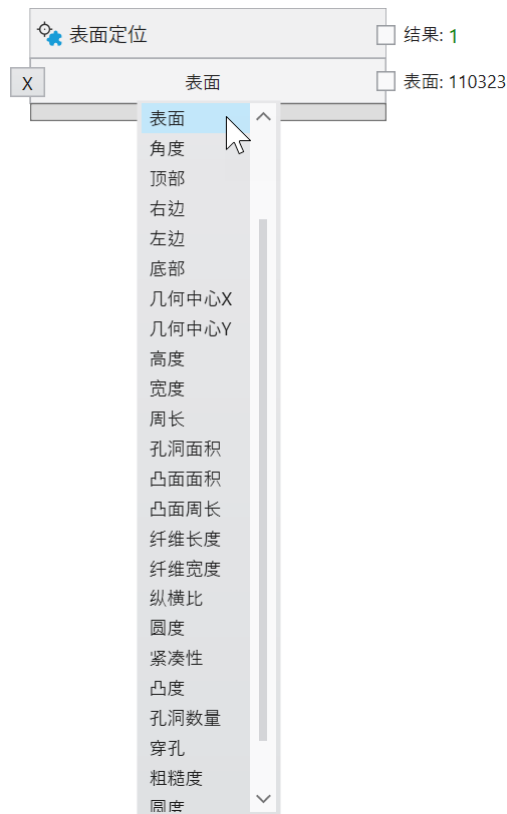 表面定位
结果: 1
X
表面
表面: 110323
表面
角度
顶部
右边
左边
底部
几何中心X
几何中心Y
高度
宽度
周长
孔洞面积
凸面面积
凸面周长
纤维长度
纤维宽度
纵横比
圆度
紧凑性
凸度
孔洞数量
穿孔
粗糙度
圆度